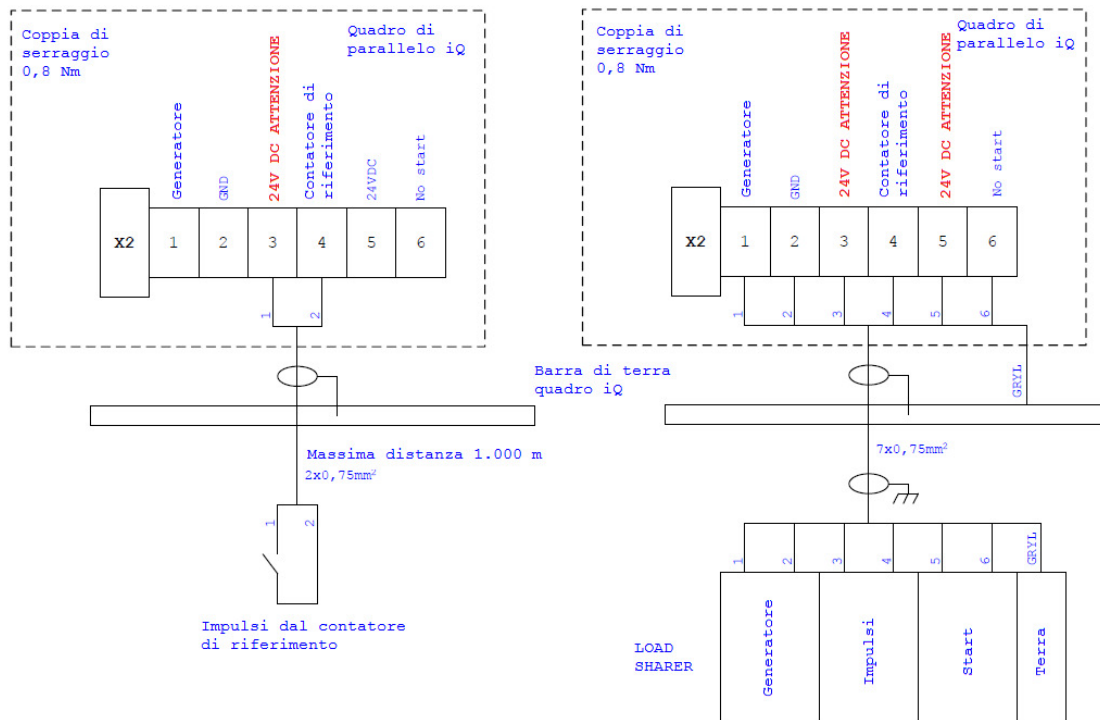 Coppia di
serraggio
0,8 Nm
Quadro di
parallelo iQ
Generatore
GND
24V DC ATTENZIONE
Contatore di
riferimento
24VDC
No start
X2
1
2
3
4
5
6
1
2
Massima distanza 1.000 m
2x0,75mm²
1
2
Impulsi dal contatore
di riferimento
Barra di terra
quadro iQ
Coppia di
serraggio
0,8 Nm
Quadro di
parallelo iQ
Generatore
GND
24V DC ATTENZIONE
Contatore di
riferimento
24V DC ATTENZIONE
No start
X2
1
2
3
4
5
6
1
2
3
4
5
6
GRYL
7x0,75mm²
1
2
3
4
5
6
GRYL
LOAD
SHARER
Generatore
Impulsi
Start
Terra